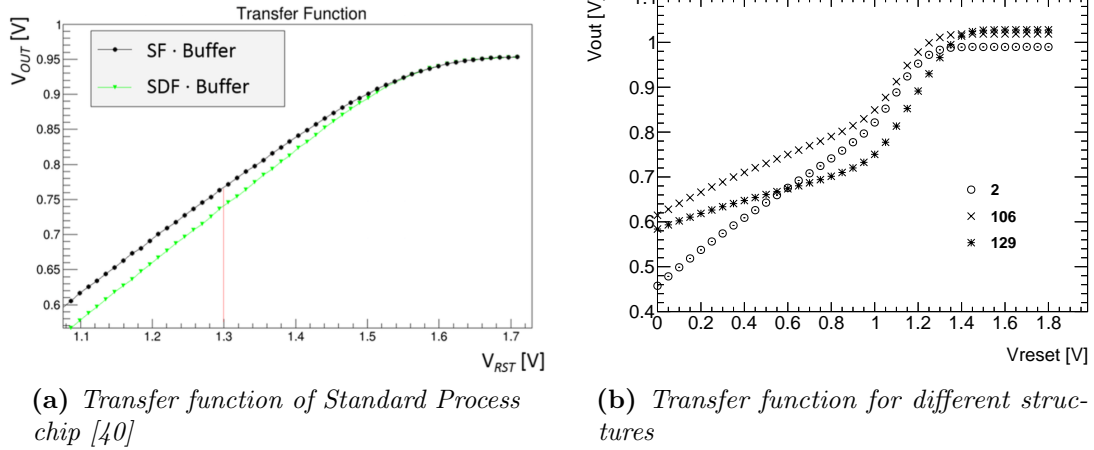 Transfer Function
V_OUT [V]
1
0.95
0.9
0.85
0.8
0.75
0.7
0.65
0.6
SF · Buffer
SDF · Buffer
1.1 1.2 1.3 1.4 1.5 1.6 1.7
V_RST [V]
(a) Transfer function of Standard Process
chip [40]
Vout [V]
1.1
1
0.9
0.8
0.7
0.6
0.5
0.4
2
106
129
0 0.2 0.4 0.6 0.8 1 1.2 1.4 1.6 1.8
Vreset [V]
(b) Transfer function for different struc-
tures